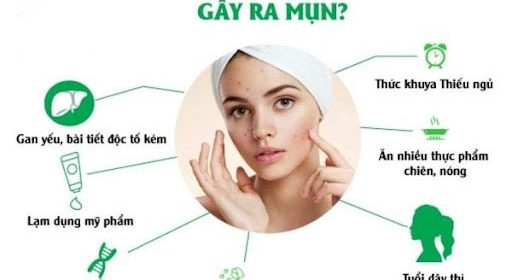 GÂY RA MỤN?
Thức khuya Thiếu ngủ
Gan yếu, bài tiết độc tố kém
Ăn nhiều thực phẩm
chiên, nóng
Lạm dụng mỹ phẩm
Tuổi dậy thì